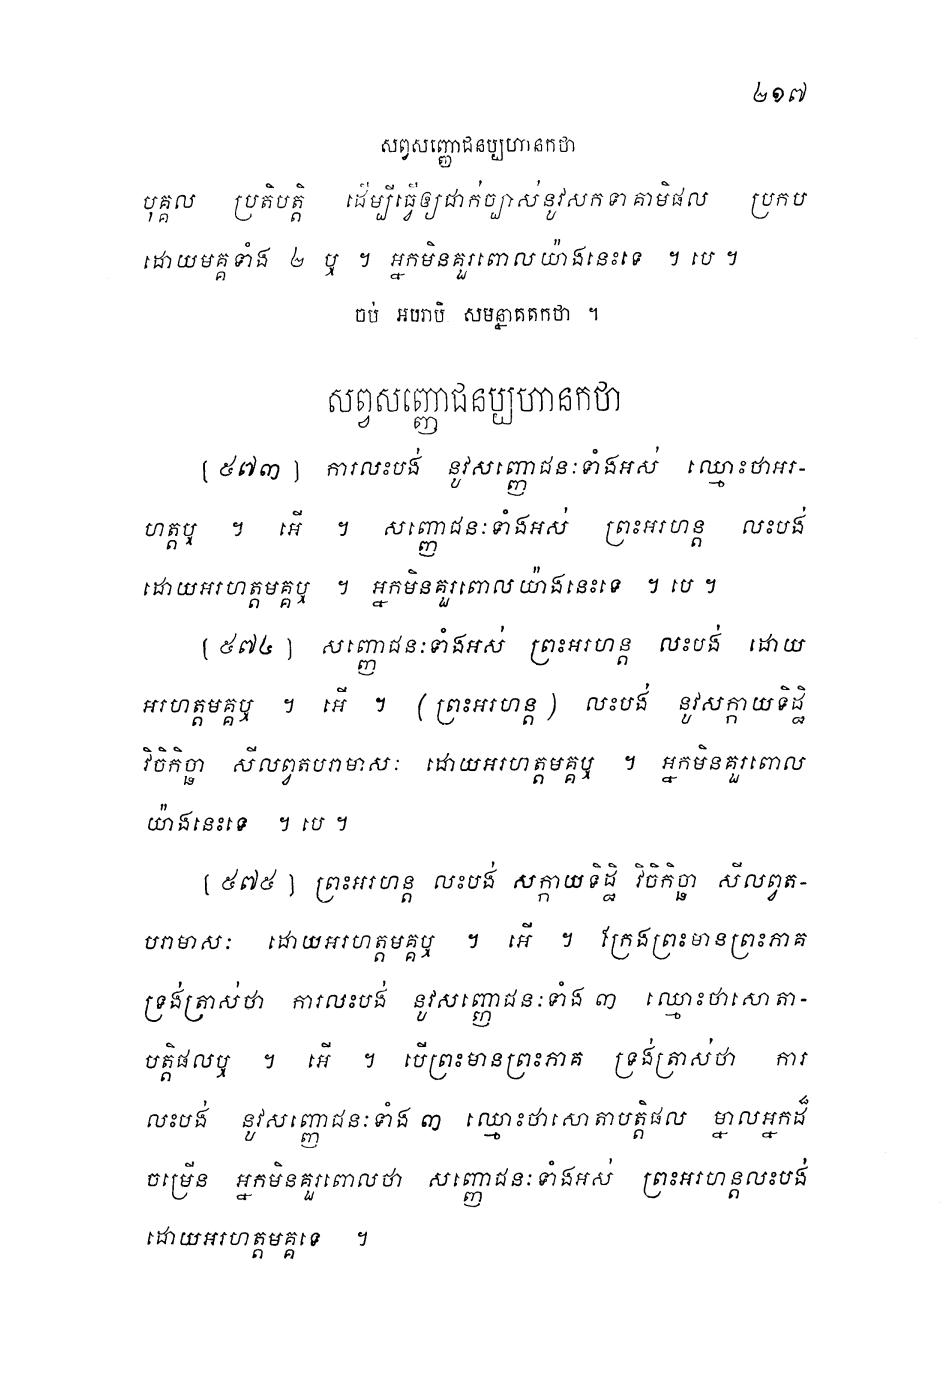 ២១៧
សព្វសញ្ញោជនប្បហានកថា
បុគ្គល ប្រតិបត្តិ ដើម្បីធ្វើឲ្យជាក់ច្បាស់នូវសកទាគាមិផល ប្រកប
ដោយមគ្គទាំង ៤ ឬ ។ អ្នកមិនគួរពោលយ៉ាងនេះទេ ។ បេ ។
ចប់ អបរាបិ សមន្នាគតកថា ។
សព្វសញ្ញោជនប្បហានកថា
[៥៧៣] ការលះបង់ នូវសញ្ញោជនៈទាំងអស់ ឈ្មោះថាអរ-
ហត្តឬ ។ អើ ។ សញ្ញោជនៈទាំងអស់ ព្រះអរហន្ត លះបង់
ដោយអរហត្តមគ្គឬ ។ អ្នកមិនគួរពោលយ៉ាងនេះទេ ។ បេ ។
[៥៧៤] សញ្ញោជនៈទាំងអស់ ព្រះអរហន្ត លះបង់ ដោយ
អរហត្តមគ្គឬ ។ អើ ។ (ព្រះអរហន្ត) លះបង់ នូវសក្កាយទិដ្ឋិ
វិចិកិច្ឆា សីលព្វតបរាមាសៈ ដោយអរហត្តមគ្គឬ ។ អ្នកមិនគួរពោល
យ៉ាងនេះទេ ។ បេ ។
[៥៧៥] ព្រះអរហន្ត លះបង់ សក្កាយទិដ្ឋិ វិចិកិច្ឆា សីលព្វត-
បរាមាសៈ ដោយអរហត្តមគ្គឬ ។ អើ ។ ក្រែងព្រះមានព្រះភាគ
ទ្រង់ត្រាស់ថា ការលះបង់ នូវសញ្ញោជនៈទាំង ៣ ឈ្មោះថាសោតា-
បត្តិផលឬ ។ អើ ។ បើព្រះមានព្រះភាគ ទ្រង់ត្រាស់ថា ការ
លះបង់ នូវសញ្ញោជនៈទាំង ៣ ឈ្មោះថាសោតាបត្តិផល ម្នាលអ្នកដ៏
ចម្រើន អ្នកមិនគួរពោលថា សញ្ញោជនៈទាំងអស់ ព្រះអរហន្តលះបង់
ដោយអរហត្តមគ្គទេ ។